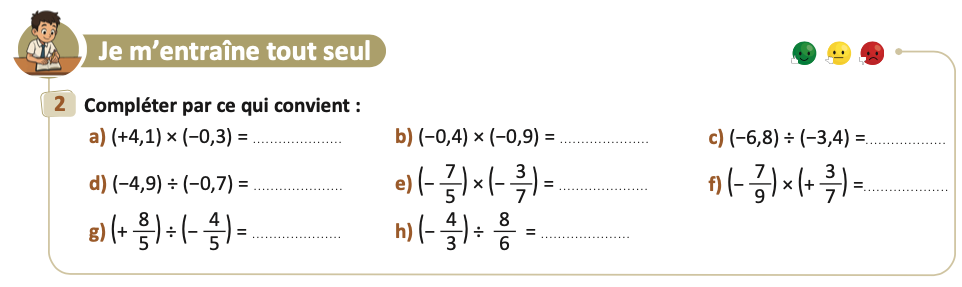 Je m'entraîne tout seul
2 Compléter par ce qui convient :
a) (+4,1) × (−0,3) = ..................... b) (−0,4) × (−0,9) = ..................... c) (−6,8) ÷ (−3,4) =...................
d) (−4,9) ÷ (−0,7) = ..................... e) (− 7/5) × (− 3/7) = ..................... f) (− 7/9) × (+ 3/7) =....................
g) (+ 8/5) ÷ (− 4/5) = ..................... h) (− 4/3) ÷ 8/6 = .....................